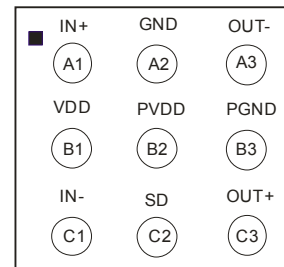 IN+ GND OUT-
A1 A2 A3
VDD PVDD PGND
B1 B2 B3
IN- SD OUT+
C1 C2 C3